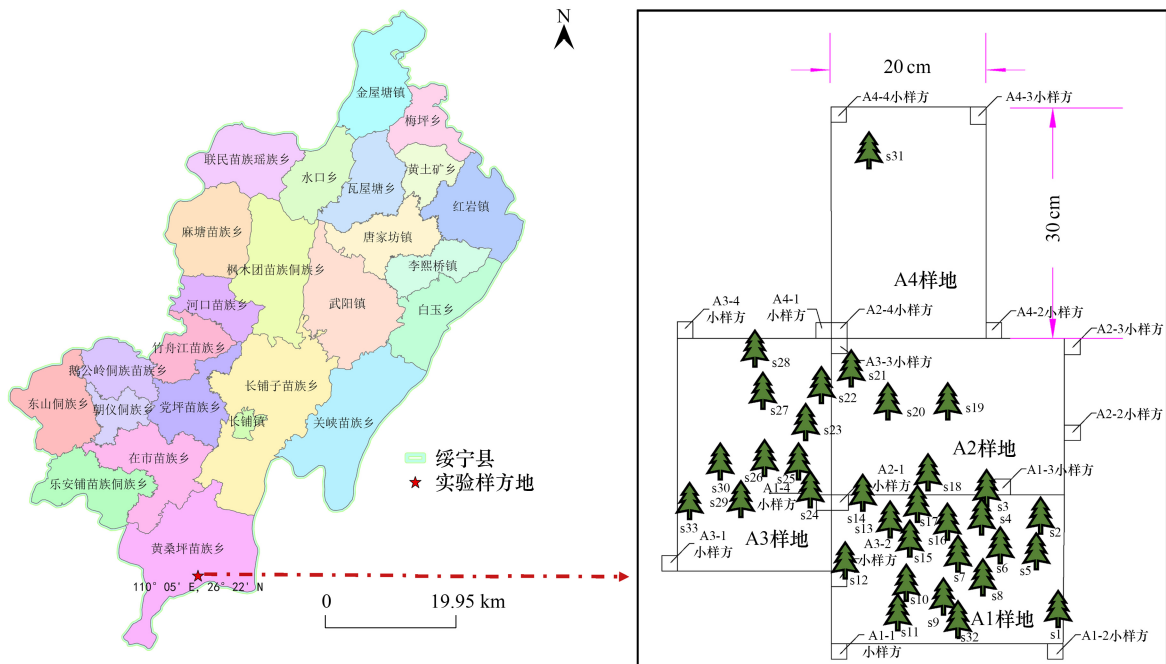 N
金屋塘镇
梅坪乡
联民苗族瑶族乡
水口乡
瓦屋塘乡
黄土矿乡
红岩镇
麻塘苗族乡
唐家坊镇
枫木团苗族侗族乡
李熙桥镇
河口苗族乡
武阳镇
白玉乡
竹舟江苗族乡
鹅公岭侗族苗族乡
长铺子苗族乡
东山侗族乡
朝仪侗族乡
党坪苗族乡
长铺镇
关峡苗族乡
在市苗族乡
乐安铺苗族侗族乡
黄桑坪苗族乡
绥宁县
实验样方地
110° 05′ E, 26° 22′ N
0
19.95 km
20 cm
30 cm
A4-4小样方
A4-3小样方
s31
A4样地
A3-4
小样方
A4-1
小样方
A2-4小样方
A4-2小样方
A2-3小样方
A3-3小样方
s28
s21
s22
s27
s20
s19
s23
A2-2小样方
A2样地
s30
s26
s25
A2-1
小样方
s18
A1-3小样方
s29
A1-4
小样方
s24
s14
s3
s33
s13
s17
s16
s4
s2
A3样地
A3-1
小样方
A3-2
小样方
s15
s12
s7
s6
s5
s10
s8
s9
s11
s32
A1样地
s1
A1-1
小样方
A1-2小样方